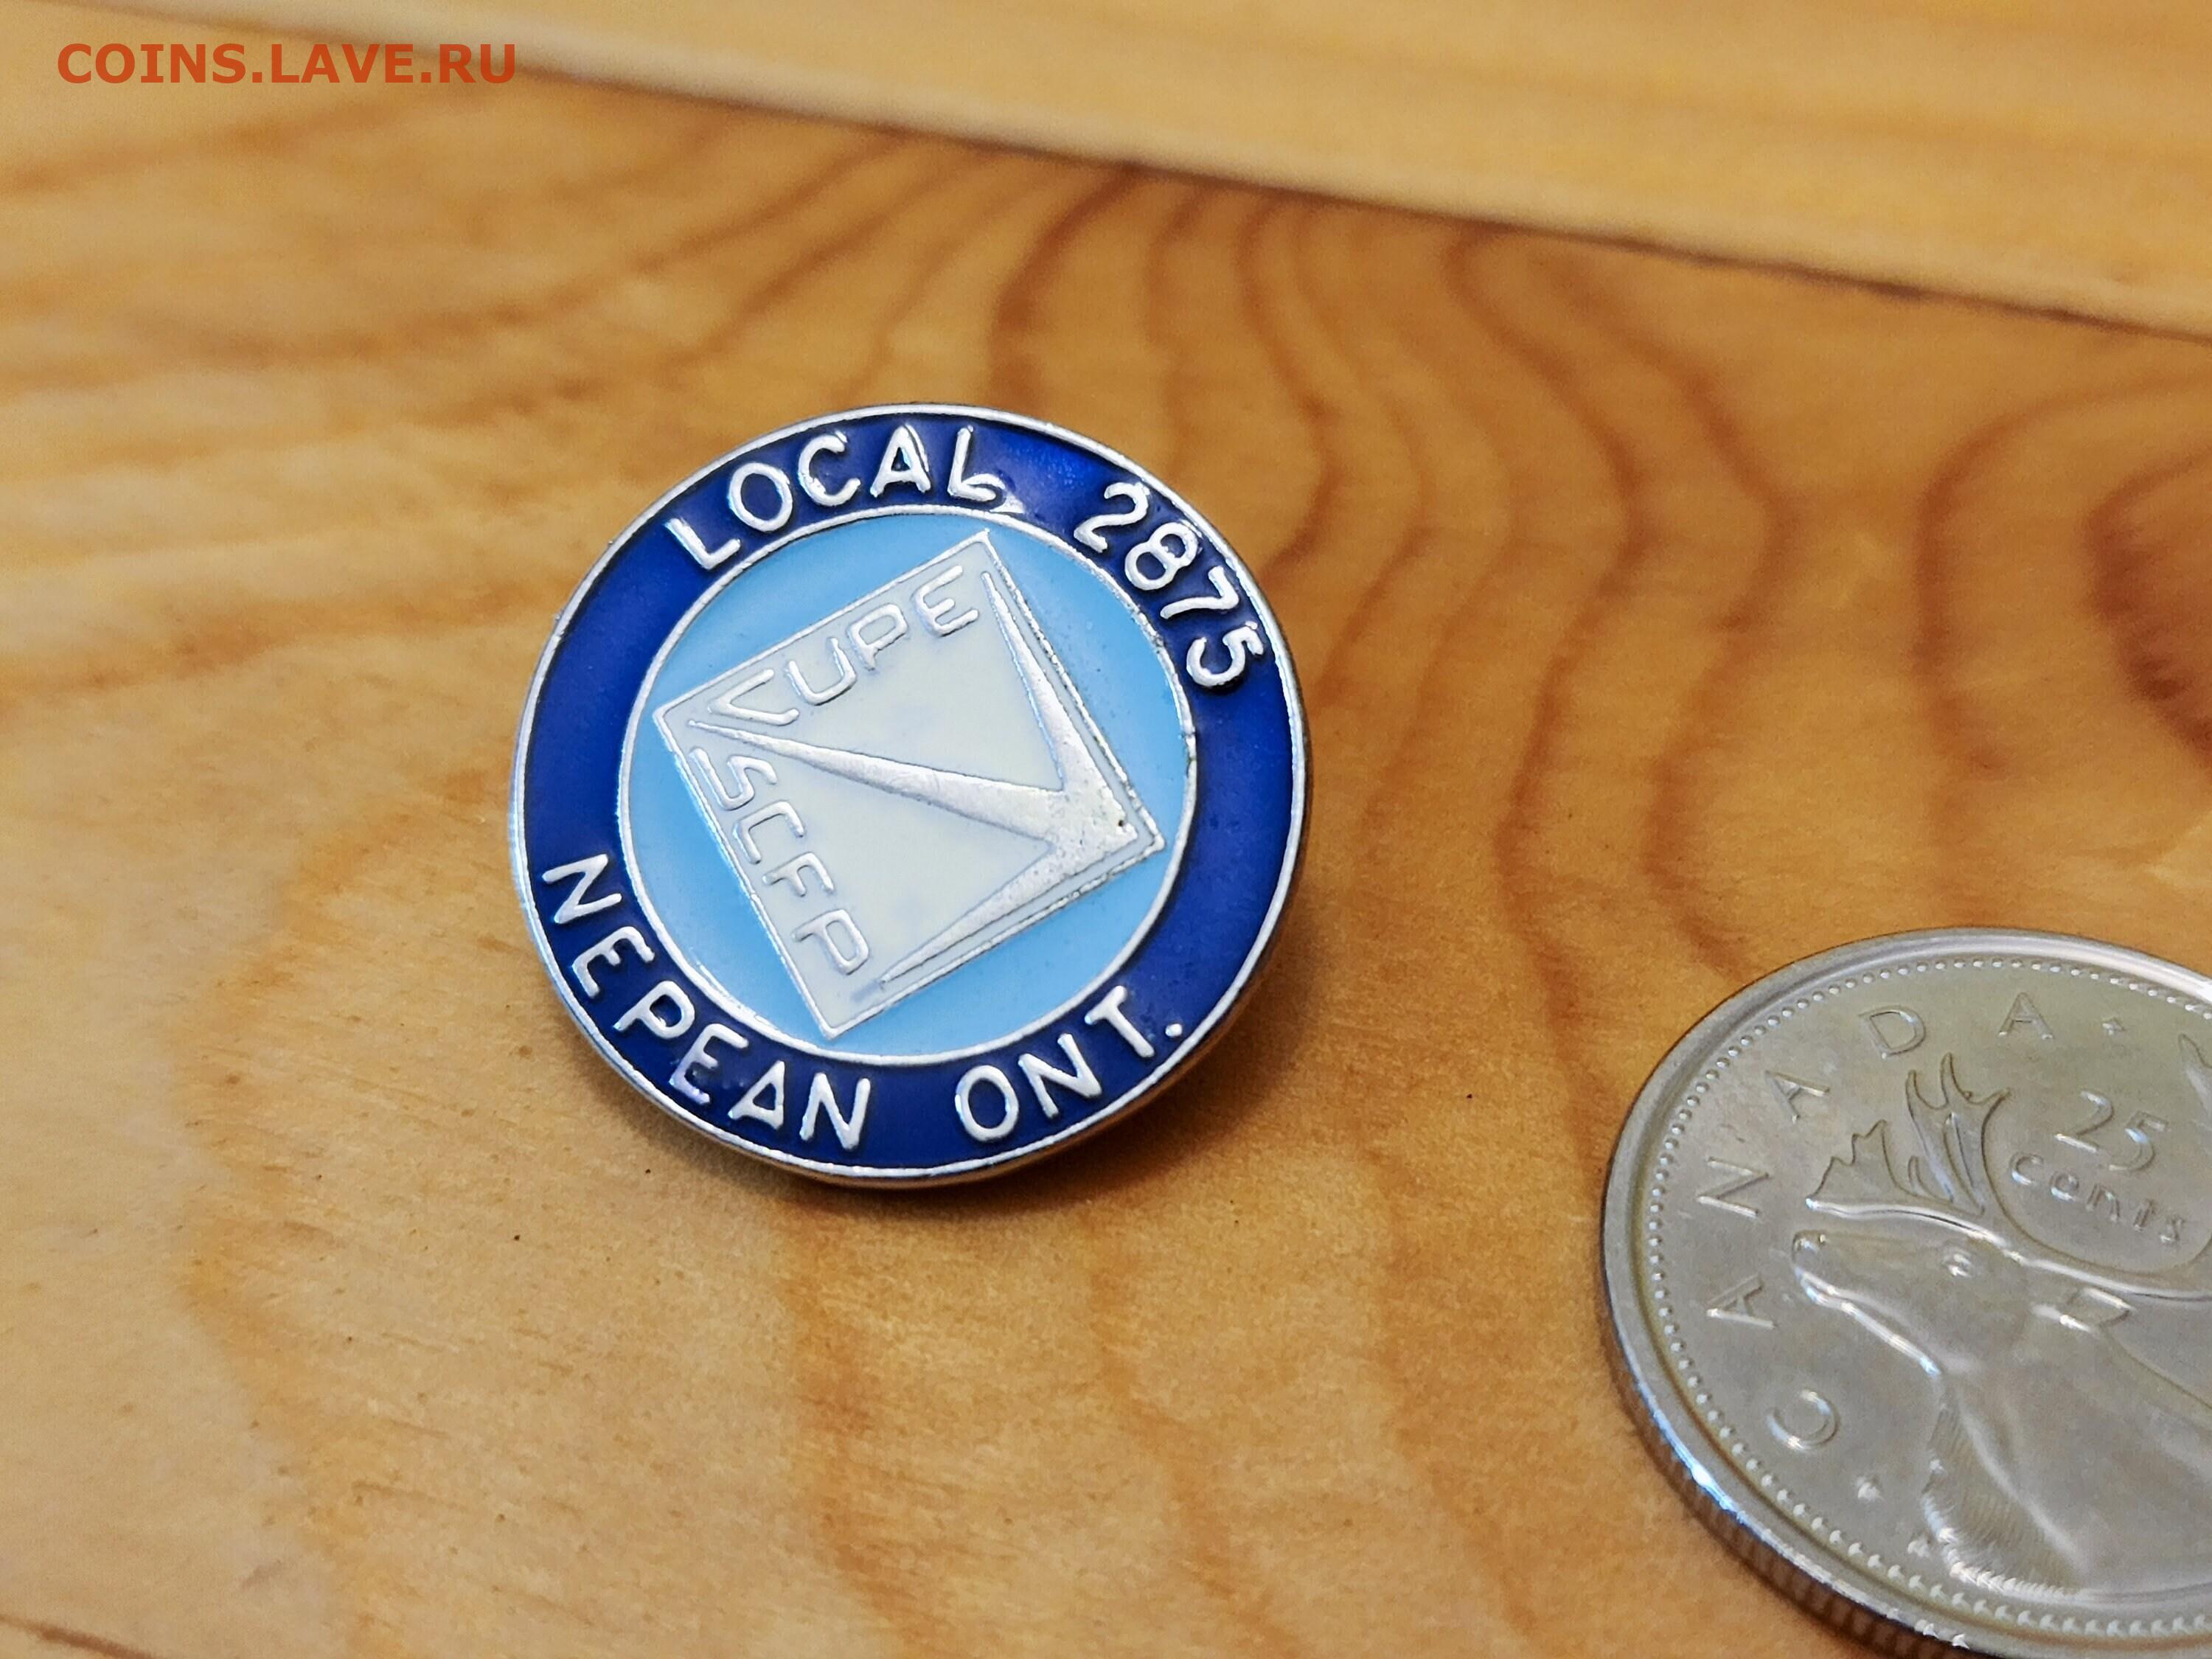 COINS.LAVE.RU
LOCAL 2875
CUPE
SCFP
NEPEAN ONT.
CANADA
25
cents